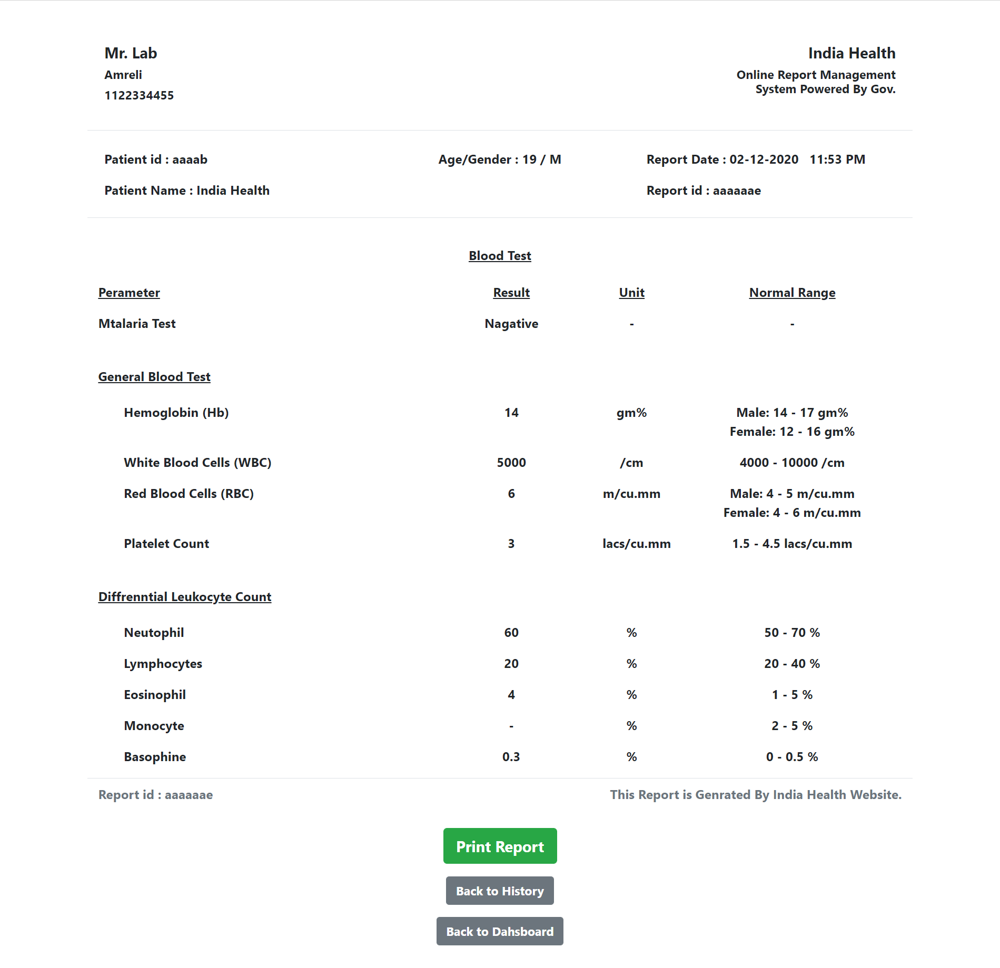 Mr. Lab
Amreli
1122334455
India Health
Online Report Management
System Powered By Gov.
Patient id : aaaab Age/Gender : 19 / M Report Date : 02-12-2020 11:53 PM
Patient Name : India Health Report id : aaaaaae
Blood Test
Perameter Result Unit Normal Range
Mtalaria Test Nagative - -
General Blood Test
Hemoglobin (Hb) 14 gm% Male: 14 - 17 gm%
Female: 12 - 16 gm%
White Blood Cells (WBC) 5000 /cm 4000 - 10000 /cm
Red Blood Cells (RBC) 6 m/cu.mm Male: 4 - 5 m/cu.mm
Female: 4 - 6 m/cu.mm
Platelet Count 3 lacs/cu.mm 1.5 - 4.5 lacs/cu.mm
Diffrenntial Leukocyte Count
Neutophil 60 % 50 - 70 %
Lymphocytes 20 % 20 - 40 %
Eosinophil 4 % 1 - 5 %
Monocyte - % 2 - 5 %
Basophine 0.3 % 0 - 0.5 %
Report id : aaaaaae This Report is Genrated By India Health Website.
Print Report
Back to History
Back to Dahsboard